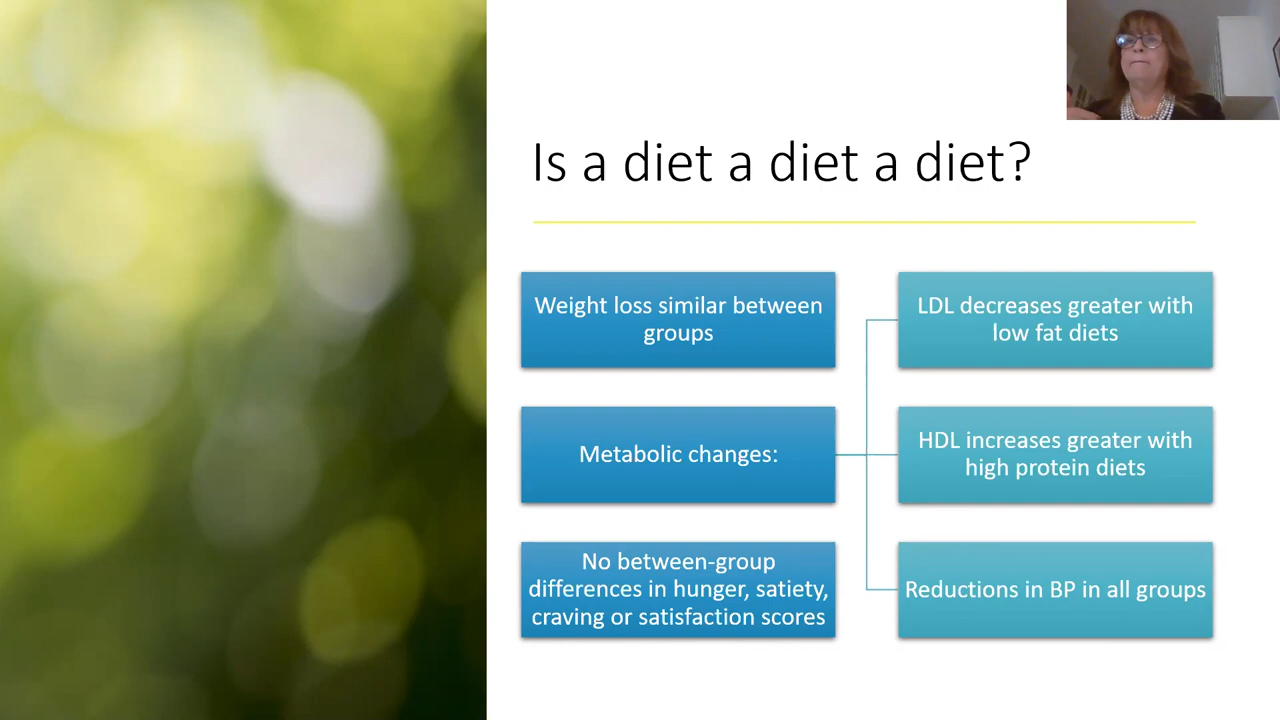 Is a diet a diet a diet?
Weight loss similar between
groups
LDL decreases greater with
low fat diets
Metabolic changes:
HDL increases greater with
high protein diets
No between-group
differences in hunger, satiety,
craving or satisfaction scores
Reductions in BP in all groups